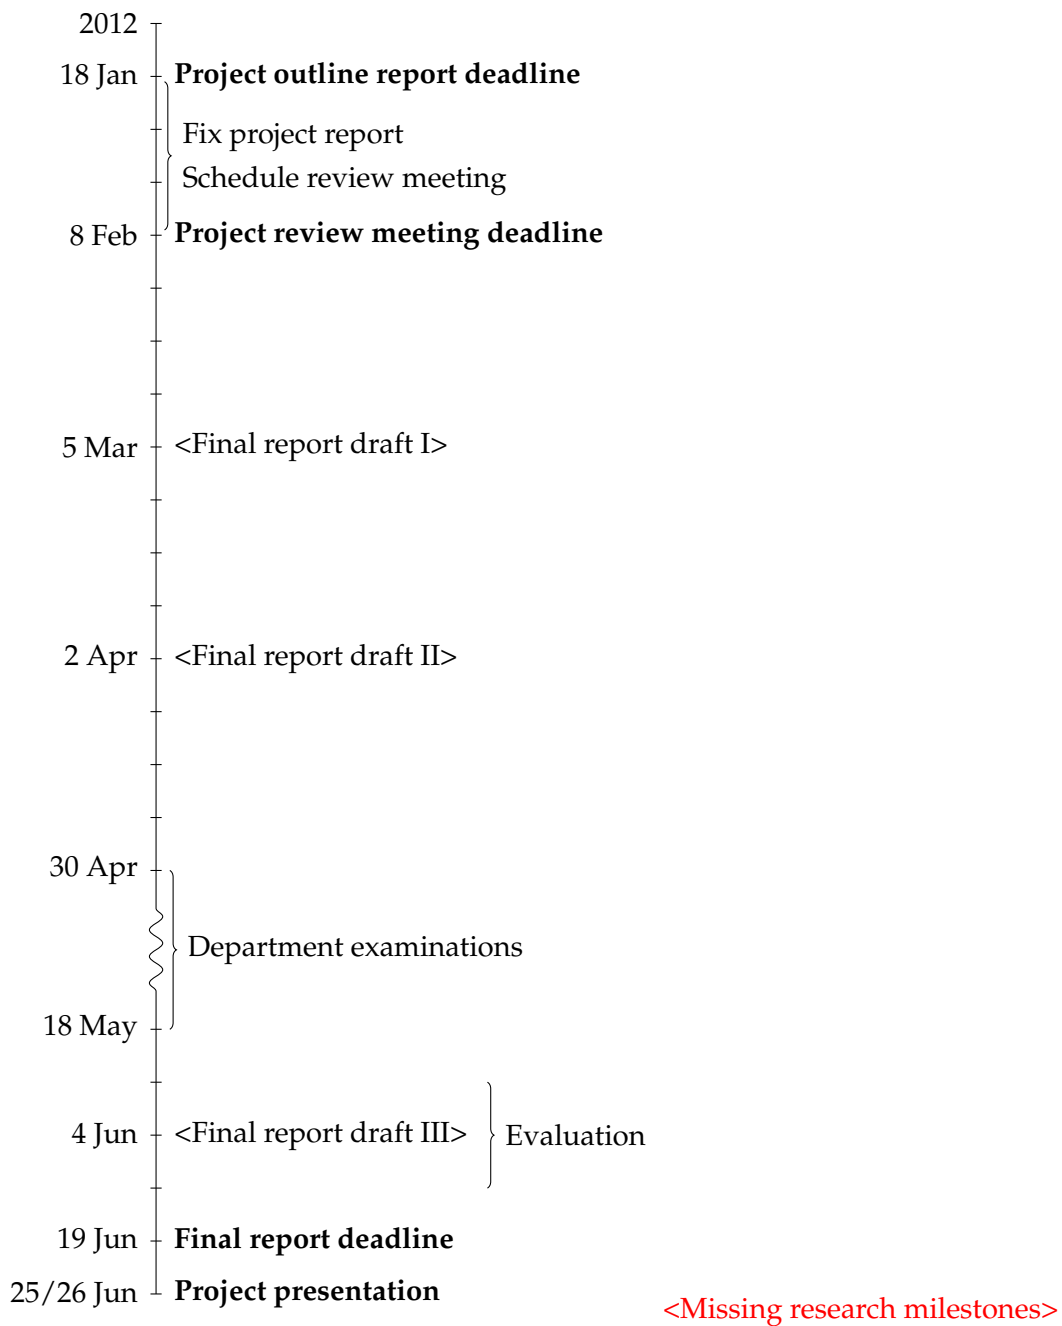 2012
18 Jan Project outline report deadline
Fix project report
Schedule review meeting
8 Feb Project review meeting deadline
5 Mar <Final report draft I>
2 Apr <Final report draft II>
30 Apr
Department examinations
18 May
4 Jun <Final report draft III> Evaluation
19 Jun Final report deadline
25/26 Jun Project presentation
<Missing research milestones>